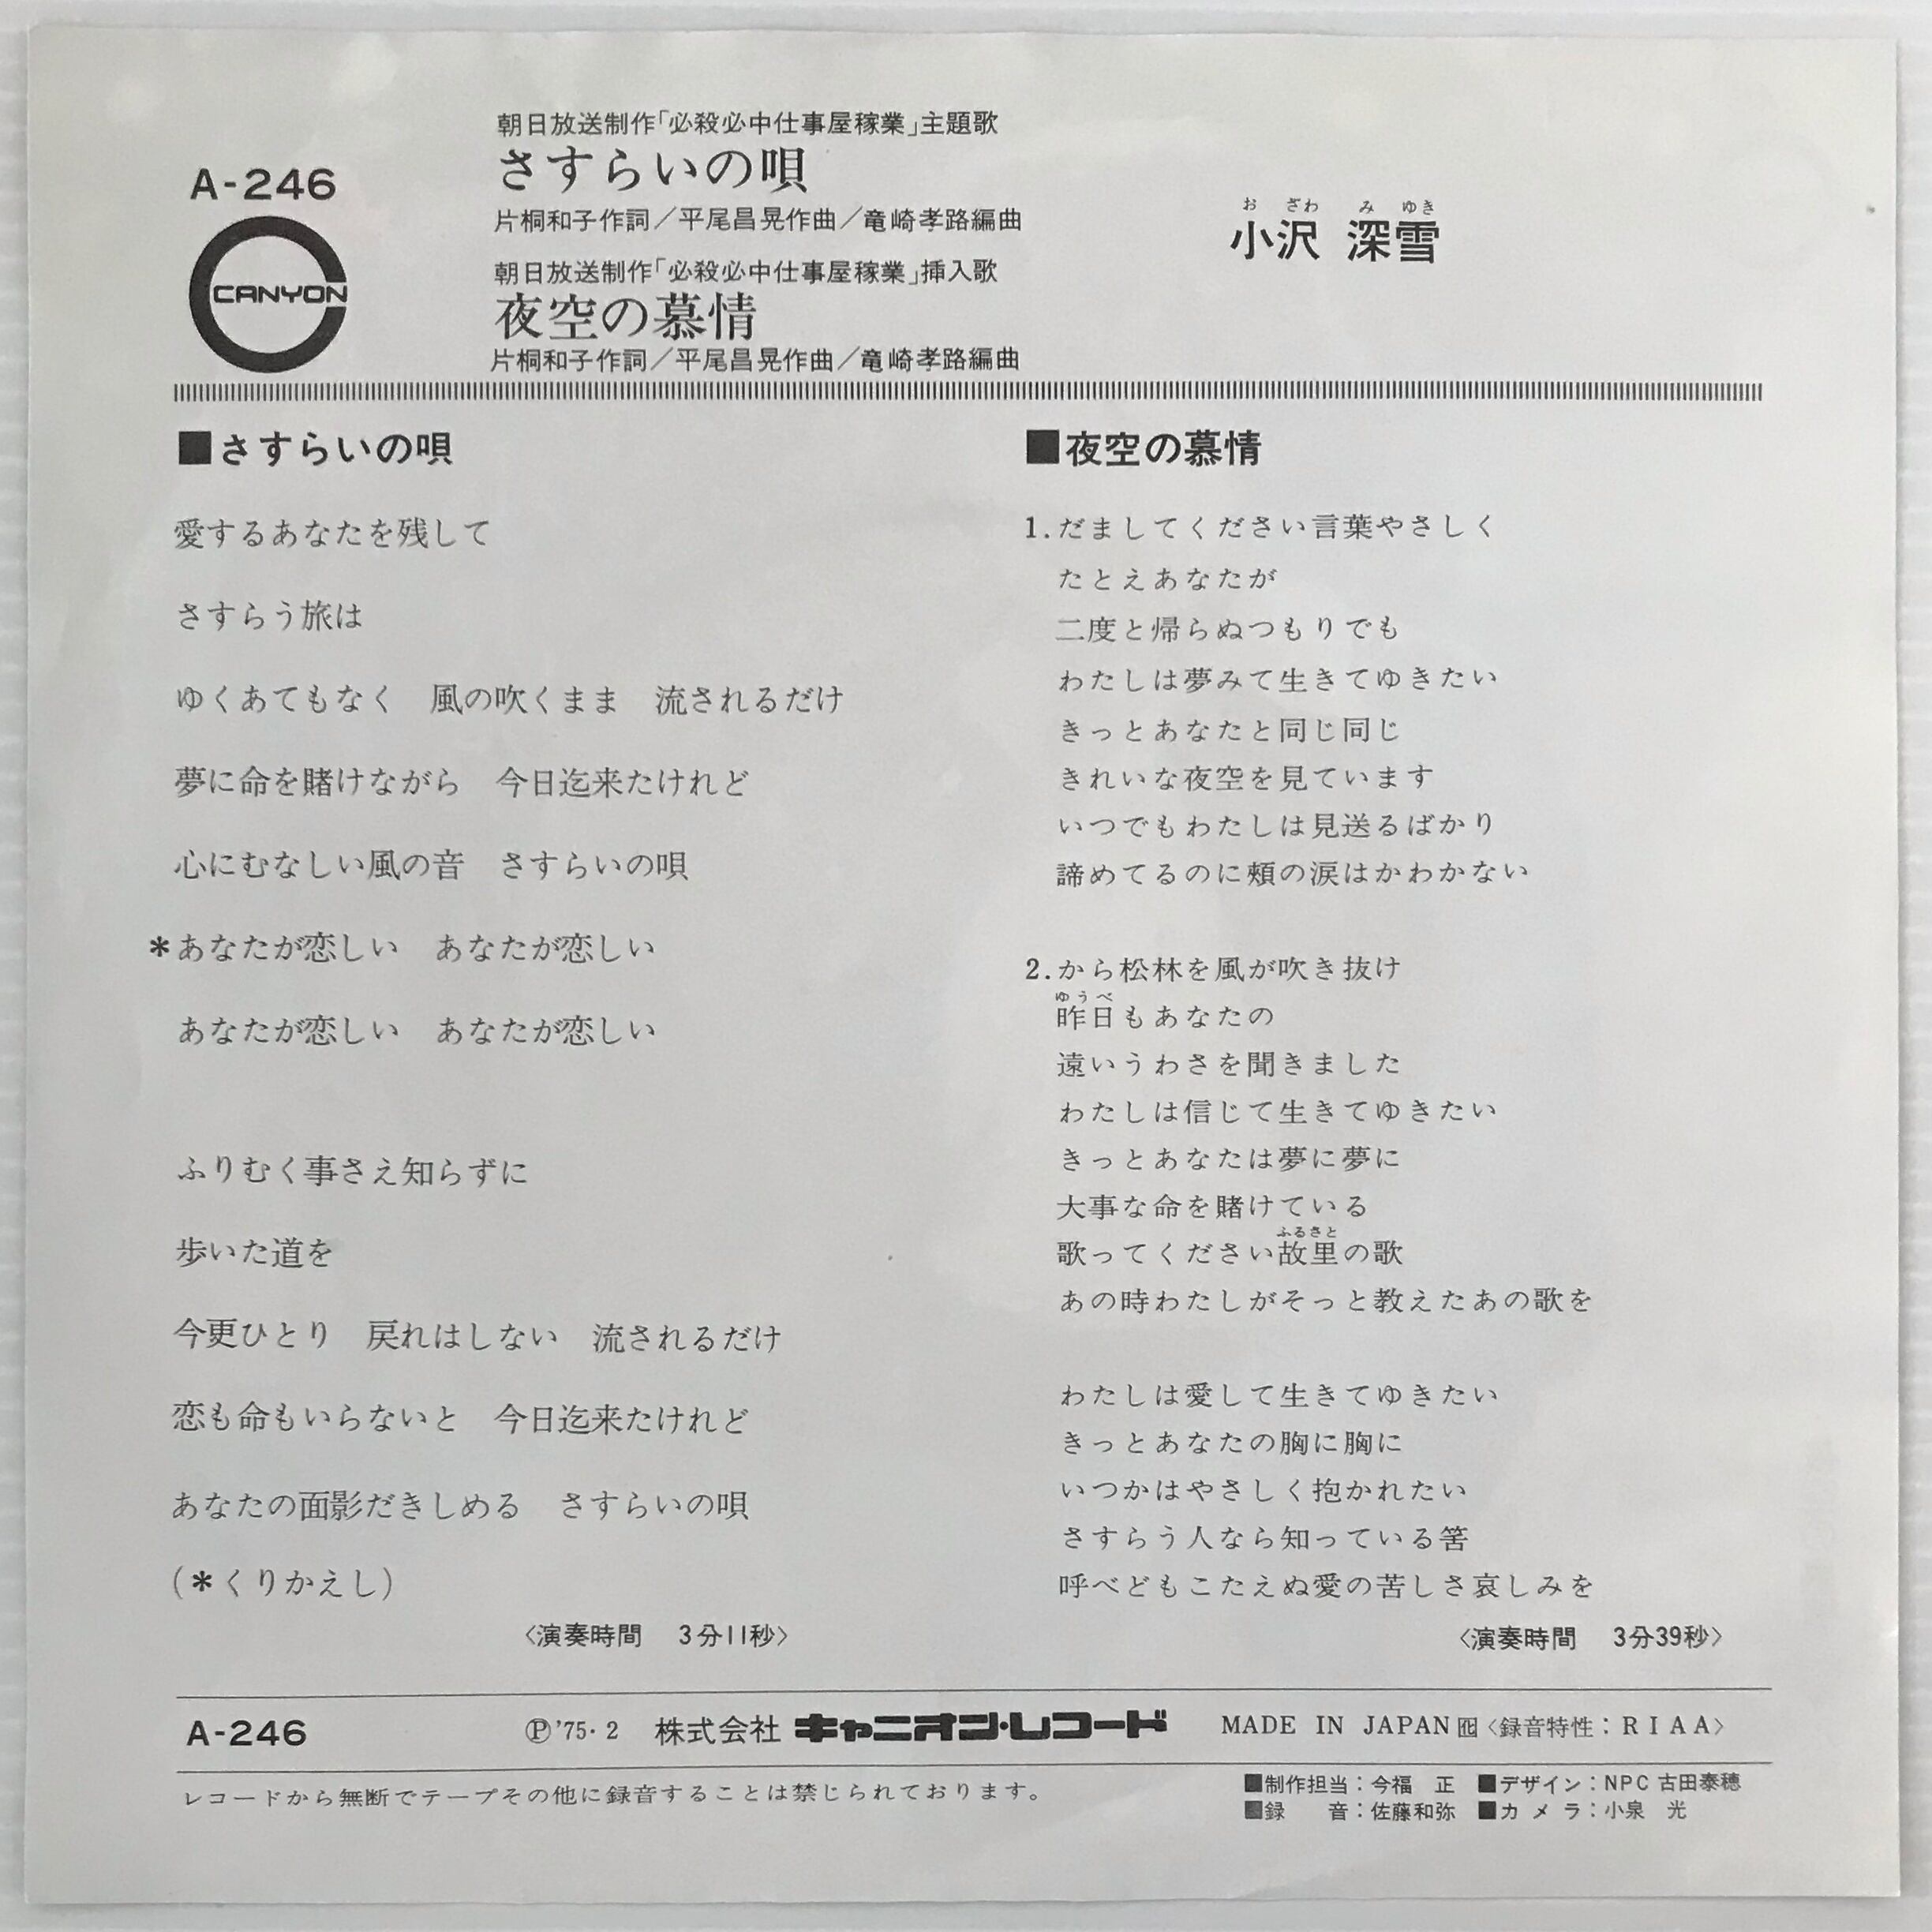 A-246
CANYON
朝日放送制作「必殺必中仕事屋稼業」主題歌
さすらいの唄
片桐和子作詞／平尾昌晃作曲／竜崎孝路編曲
朝日放送制作「必殺必中仕事屋稼業」挿入歌
夜空の慕情
片桐和子作詞／平尾昌晃作曲／竜崎孝路編曲
お ざわ み ゆき
小沢 深雪
■さすらいの唄
愛するあなたを残して
さすらう旅は
ゆくあてもなく　風の吹くまま　流されるだけ
夢に命を賭けながら　今日迄来たけれど
心にむなしい風の音　さすらいの唄
＊あなたが恋しい　あなたが恋しい
あなたが恋しい　あなたが恋しい
ふりむく事さえ知らずに
歩いた道を
今更ひとり　戻れはしない　流されるだけ
恋も命もいらないと　今日迄来たけれど
あなたの面影だきしめる　さすらいの唄
(＊くりかえし)
〈演奏時間　3分11秒〉
■夜空の慕情
1.だましてください言葉やさしく
たとえあなたが
二度と帰らぬつもりでも
わたしは夢みて生きてゆきたい
きっとあなたと同じ同じ
きれいな夜空を見ています
いつでもわたしは見送るばかり
諦めてるのに頬の涙はかわかない
2.から松林を風が吹き抜け
ゆうべ
昨日もあなたの
遠いうわさを聞きました
わたしは信じて生きてゆきたい
きっとあなたは夢に夢に
大事な命を賭けている
ふるさと
歌ってください故里の歌
あの時わたしがそっと教えたあの歌を
わたしは愛して生きてゆきたい
きっとあなたの胸に胸に
いつかはやさしく抱かれたい
さすらう人なら知っている筈
呼べどもこたえぬ愛の苦しさ哀しみを
〈演奏時間　3分39秒〉
A-246　Ⓟ'75・2　株式会社 キャニオン・レコード　MADE IN JAPAN 〈録音特性：RIAA〉
レコードから無断でテープその他に録音することは禁じられております。
■制作担当：今福　正　■デザイン：NPC 古田泰穂
■録　　音：佐藤和弥　■カ メ ラ：小泉　光